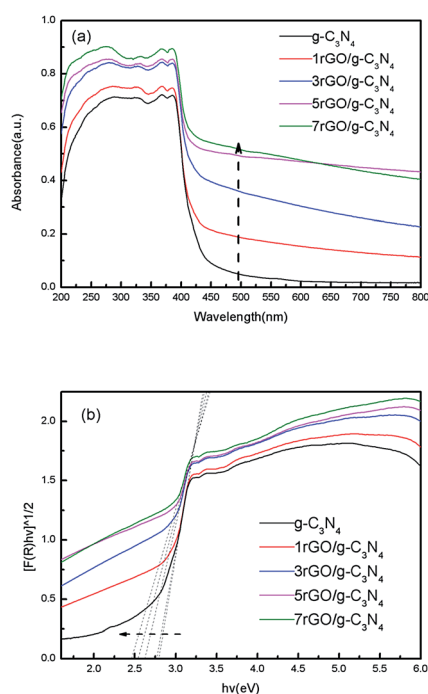 (a)
g-C3N4
1rGO/g-C3N4
3rGO/g-C3N4
5rGO/g-C3N4
7rGO/g-C3N4
Absorbance(a.u.)
1.0
0.8
0.6
0.4
0.2
0.0
200 250 300 350 400 450 500 550 600 650 700 750 800
Wavelength(nm)
(b)
[F(R)hv]^1/2
2.0
1.5
1.0
0.5
0.0
g-C3N4
1rGO/g-C3N4
3rGO/g-C3N4
5rGO/g-C3N4
7rGO/g-C3N4
2.0 2.5 3.0 3.5 4.0 4.5 5.0 5.5 6.0
hv(eV)